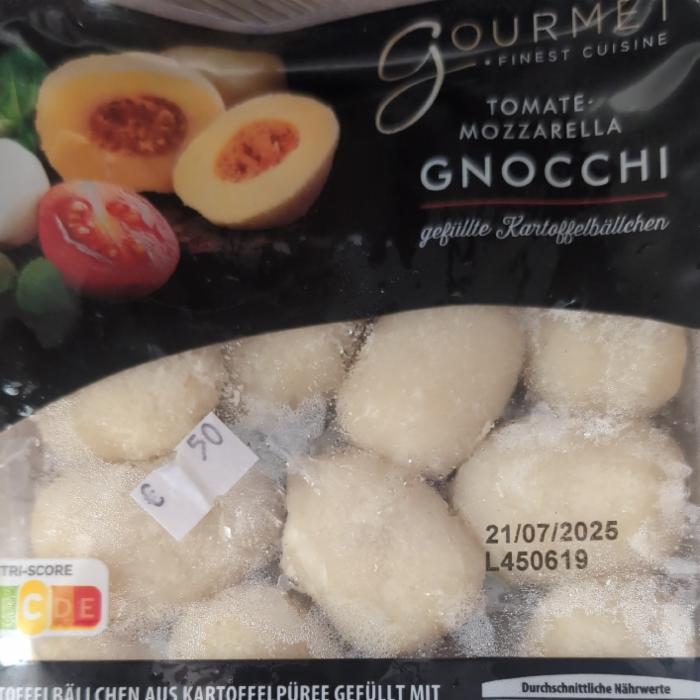 GOURMET
• FINEST CUISINE
TOMATE-
MOZZARELLA
GNOCCHI
gefüllte Kartoffelbällchen
€ 50
21/07/2025
L450619
TRI-SCORE
C D E
TOFFELBÄLLCHEN AUS KARTOFFELPÜREE GEFÜLLT MIT
Durchschnittliche Nährwerte